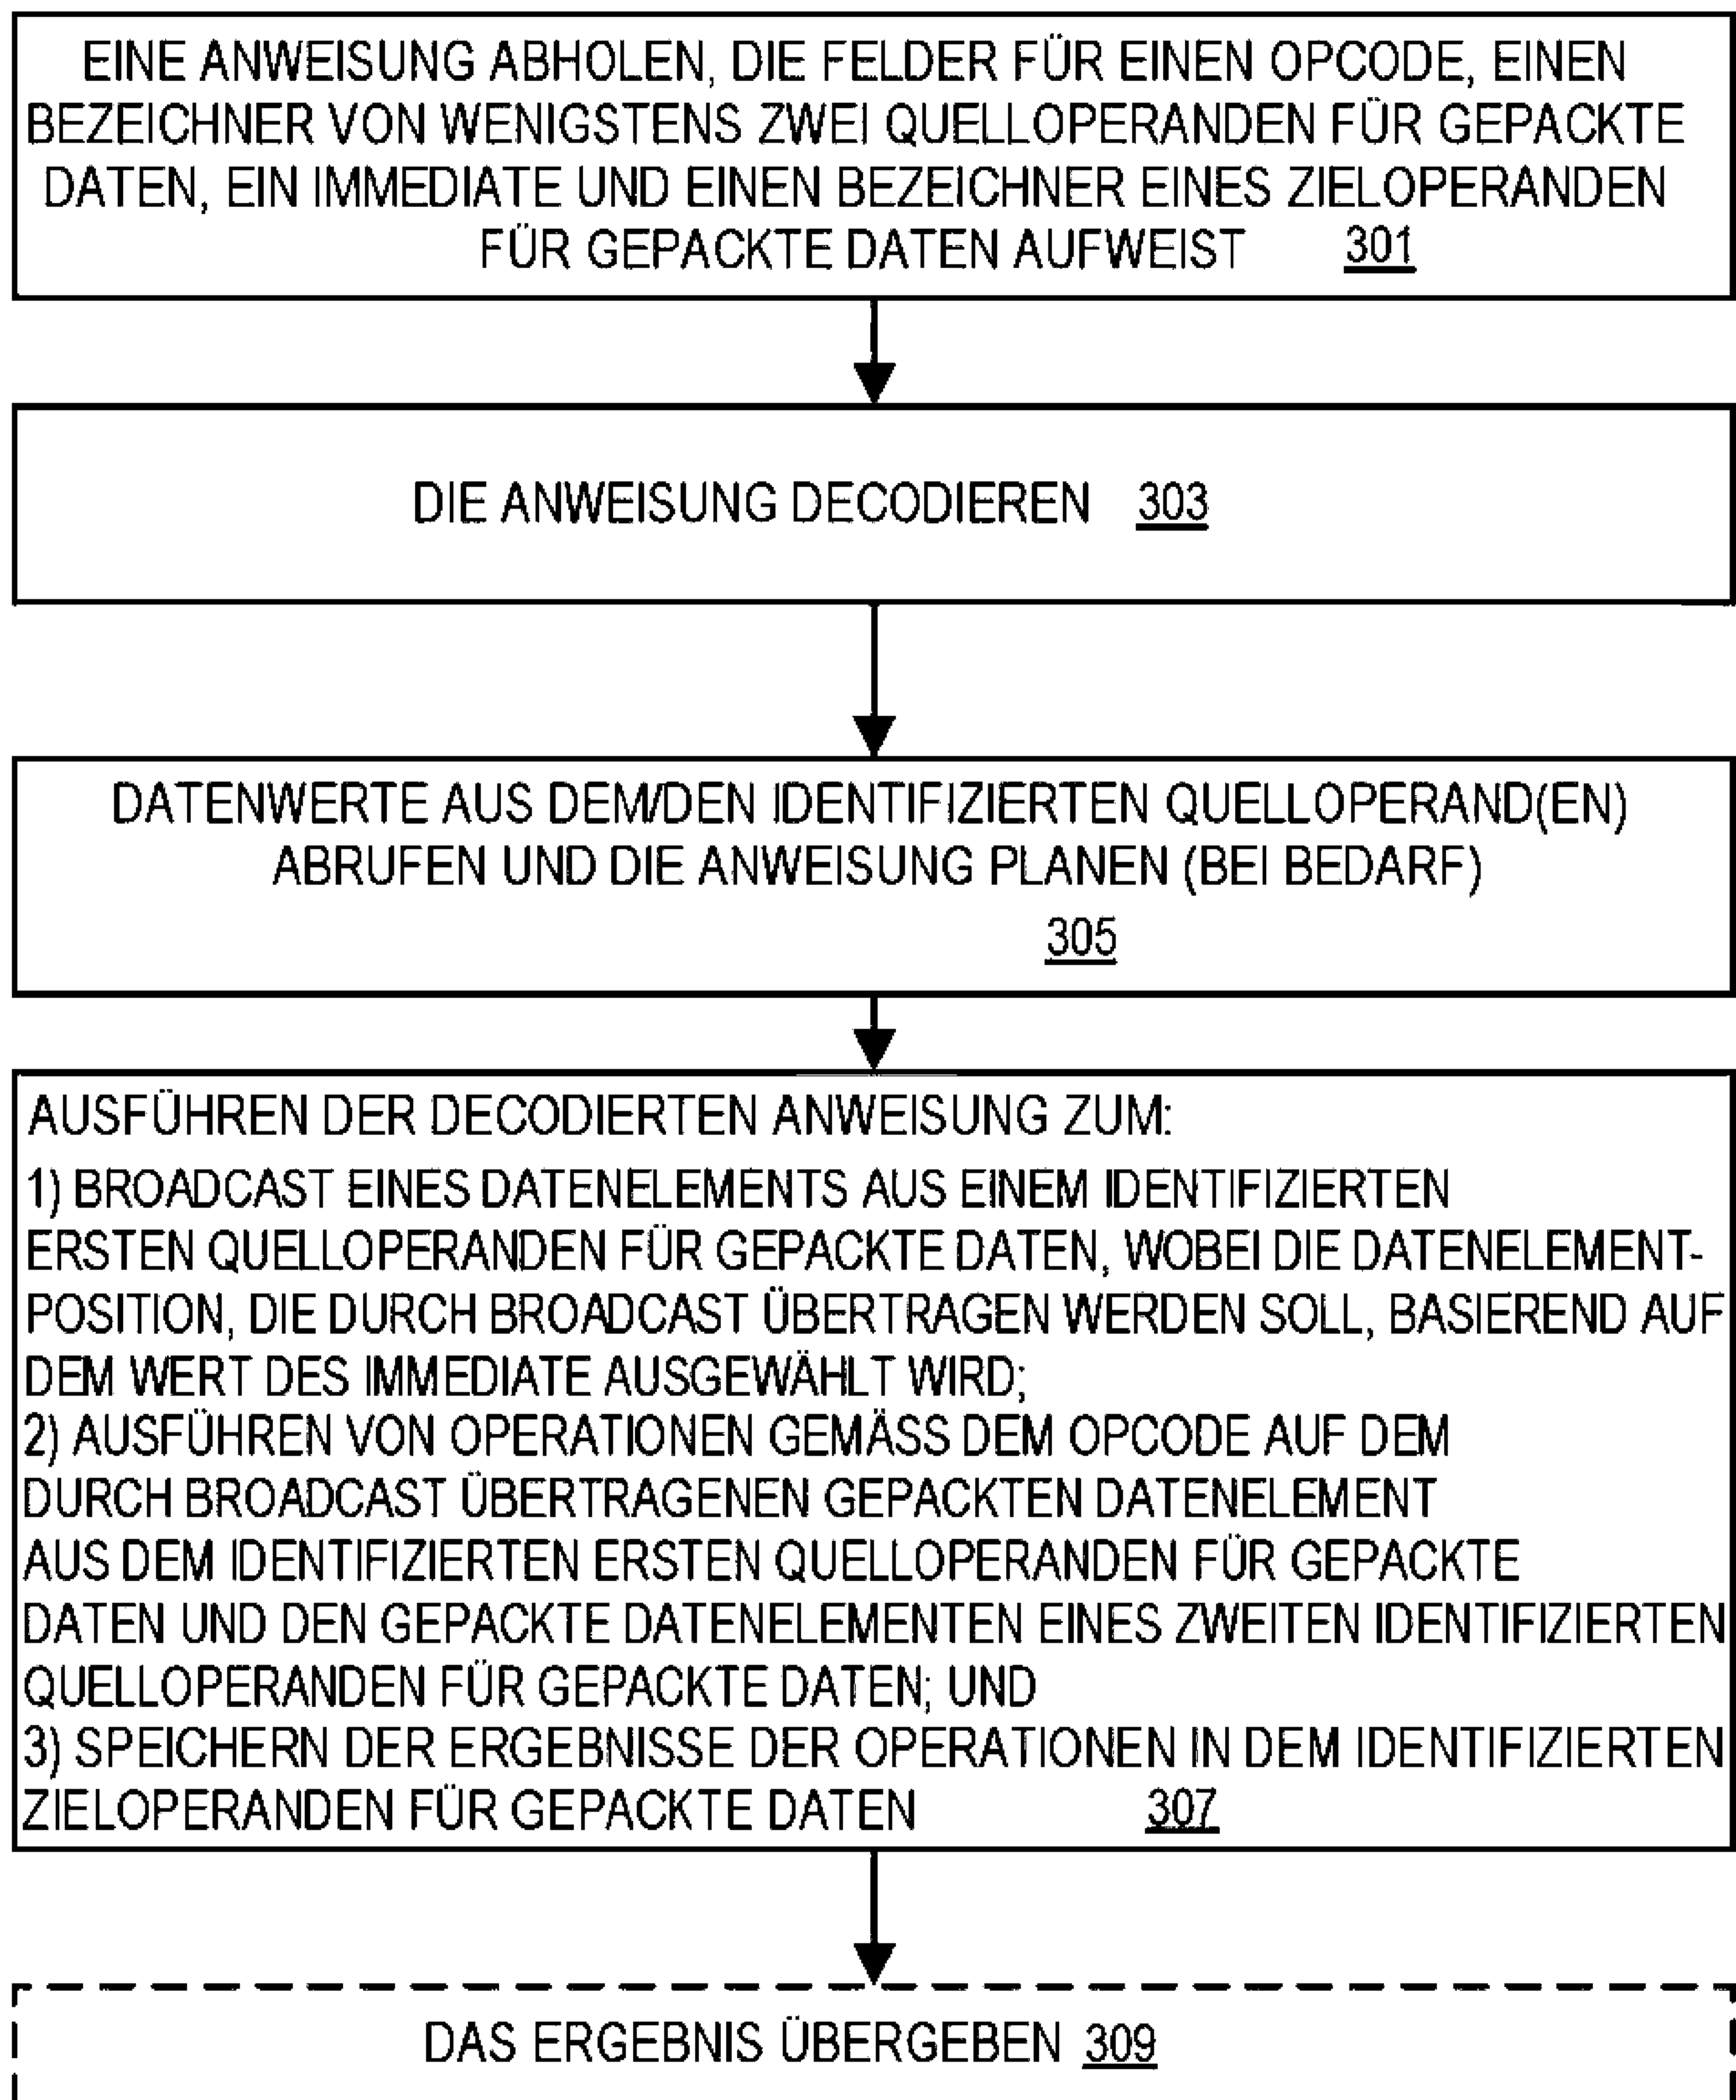 EINE ANWEISUNG ABHOLEN, DIE FELDER FÜR EINEN OPCODE, EINEN
BEZEICHNER VON WENIGSTENS ZWEI QUELLOPERANDEN FÜR GEPACKTE
DATEN, EIN IMMEDIATE UND EINEN BEZEICHNER EINES ZIELOPERANDEN
FÜR GEPACKTE DATEN AUFWEIST 301
DIE ANWEISUNG DECODIEREN 303
DATENWERTE AUS DEM/DEN IDENTIFIZIERTEN QUELLOPERAND(EN)
ABRUFEN UND DIE ANWEISUNG PLANEN (BEI BEDARF)
305
AUSFÜHREN DER DECODIERTEN ANWEISUNG ZUM:
1) BROADCAST EINES DATENELEMENTS AUS EINEM IDENTIFIZIERTEN
ERSTEN QUELLOPERANDEN FÜR GEPACKTE DATEN, WOBEI DIE DATENELEMENT-
POSITION, DIE DURCH BROADCAST ÜBERTRAGEN WERDEN SOLL, BASIEREND AUF
DEM WERT DES IMMEDIATE AUSGEWÄHLT WIRD;
2) AUSFÜHREN VON OPERATIONEN GEMÄSS DEM OPCODE AUF DEM
DURCH BROADCAST ÜBERTRAGENEN GEPACKTEN DATENELEMENT
AUS DEM IDENTIFIZIERTEN ERSTEN QUELLOPERANDEN FÜR GEPACKTE
DATEN UND DEN GEPACKTE DATENELEMENTEN EINES ZWEITEN IDENTIFIZIERTEN
QUELLOPERANDEN FÜR GEPACKTE DATEN; UND
3) SPEICHERN DER ERGEBNISSE DER OPERATIONEN IN DEM IDENTIFIZIERTEN
ZIELOPERANDEN FÜR GEPACKTE DATEN 307
DAS ERGEBNIS ÜBERGEBEN 309